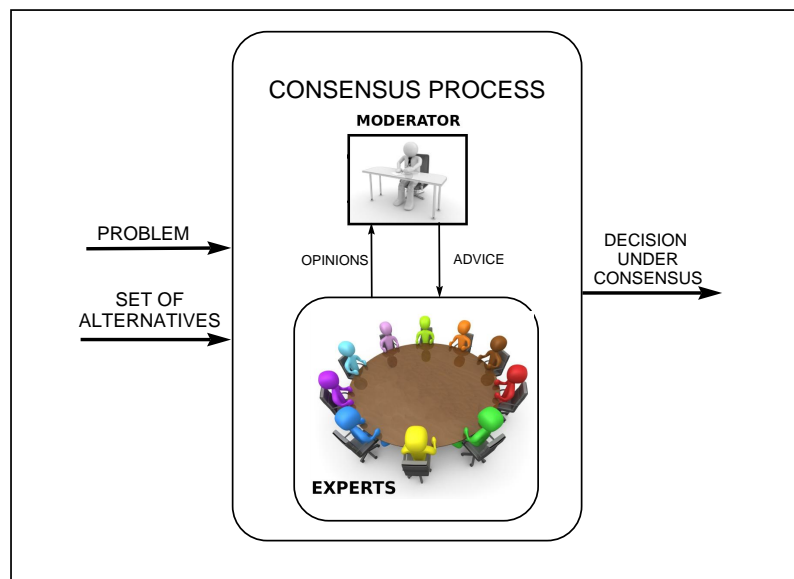 CONSENSUS PROCESS
MODERATOR
PROBLEM
OPINIONS
ADVICE
SET OF
ALTERNATIVES
DECISION
UNDER
CONSENSUS
EXPERTS